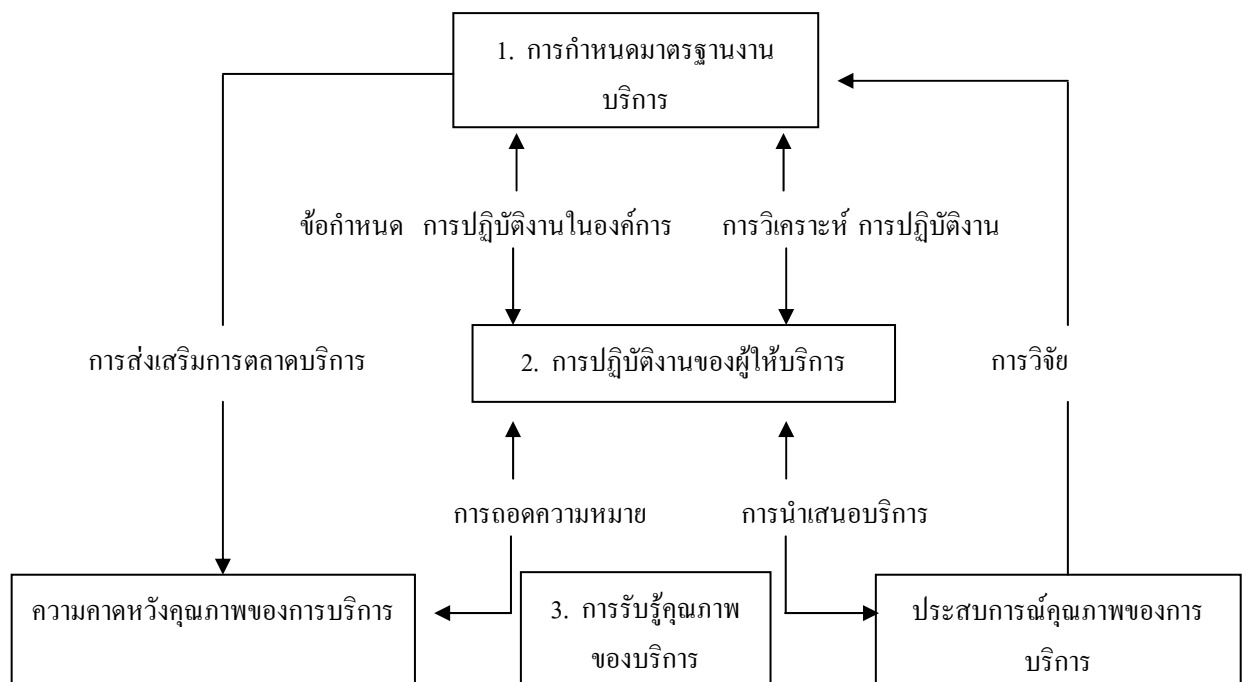 1. การกำหนดมาตรฐานงาน
บริการ
ข้อกำหนด การปฏิบัติงานในองค์การ
การวิเคราะห์ การปฏิบัติงาน
การส่งเสริมการตลาดบริการ
2. การปฏิบัติงานของผู้ให้บริการ
การวิจัย
การถอดความหมาย
การนำเสนอบริการ
ความคาดหวังคุณภาพของการบริการ
3. การรับรู้คุณภาพ
ของบริการ
ประสบการณ์คุณภาพของการ
บริการ